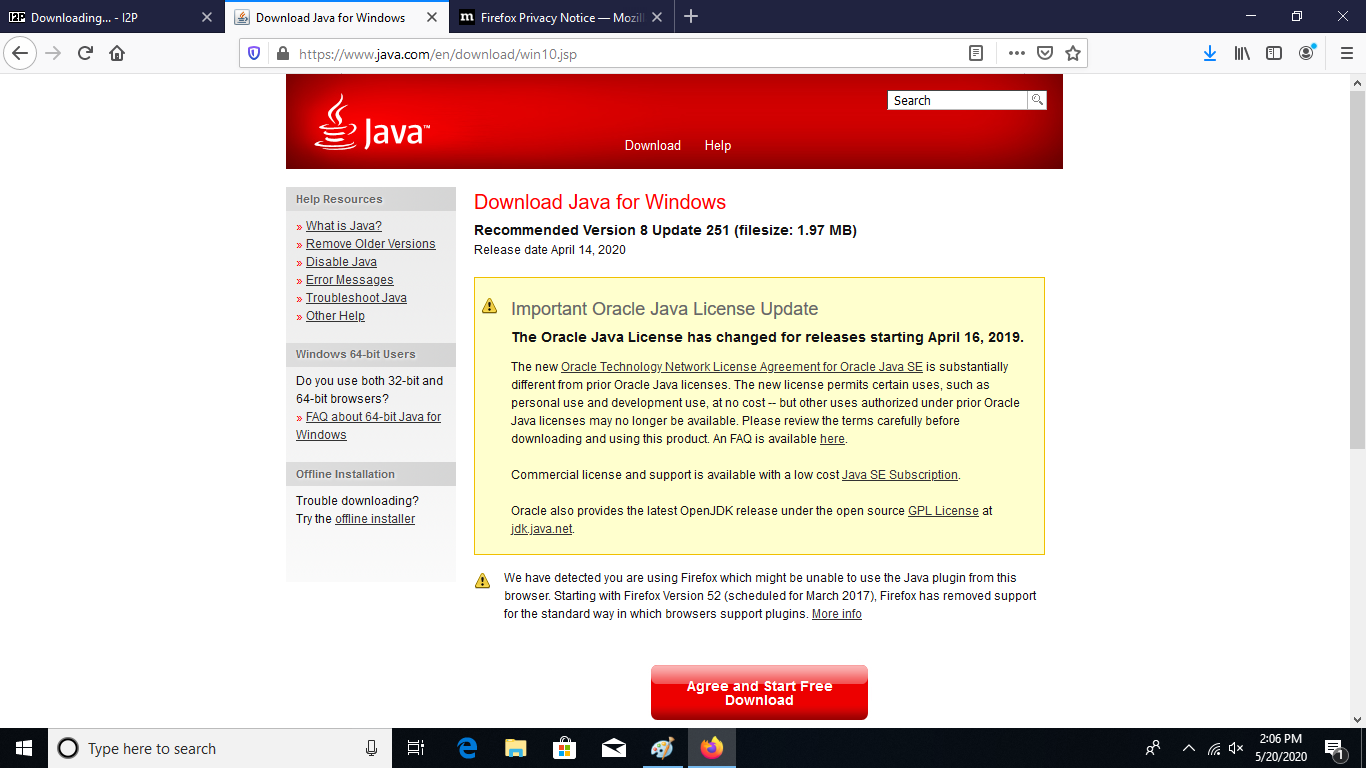 I2P Downloading... - I2P
Download Java for Windows
m Firefox Privacy Notice — Mozil
https://www.java.com/en/download/win10.jsp
Java™
Search
Download Help
Help Resources
» What is Java?
» Remove Older Versions
» Disable Java
» Error Messages
» Troubleshoot Java
» Other Help
Windows 64-bit Users
Do you use both 32-bit and
64-bit browsers?
» FAQ about 64-bit Java for
Windows
Offline Installation
Trouble downloading?
Try the offline installer
Download Java for Windows
Recommended Version 8 Update 251 (filesize: 1.97 MB)
Release date April 14, 2020
Important Oracle Java License Update
The Oracle Java License has changed for releases starting April 16, 2019.
The new Oracle Technology Network License Agreement for Oracle Java SE is substantially
different from prior Oracle Java licenses. The new license permits certain uses, such as
personal use and development use, at no cost -- but other uses authorized under prior Oracle
Java licenses may no longer be available. Please review the terms carefully before
downloading and using this product. An FAQ is available here.
Commercial license and support is available with a low cost Java SE Subscription.
Oracle also provides the latest OpenJDK release under the open source GPL License at
jdk.java.net.
We have detected you are using Firefox which might be unable to use the Java plugin from this
browser. Starting with Firefox Version 52 (scheduled for March 2017), Firefox has removed support
for the standard way in which browsers support plugins. More info
Agree and Start Free
Download
Type here to search
2:06 PM
5/20/2020
1